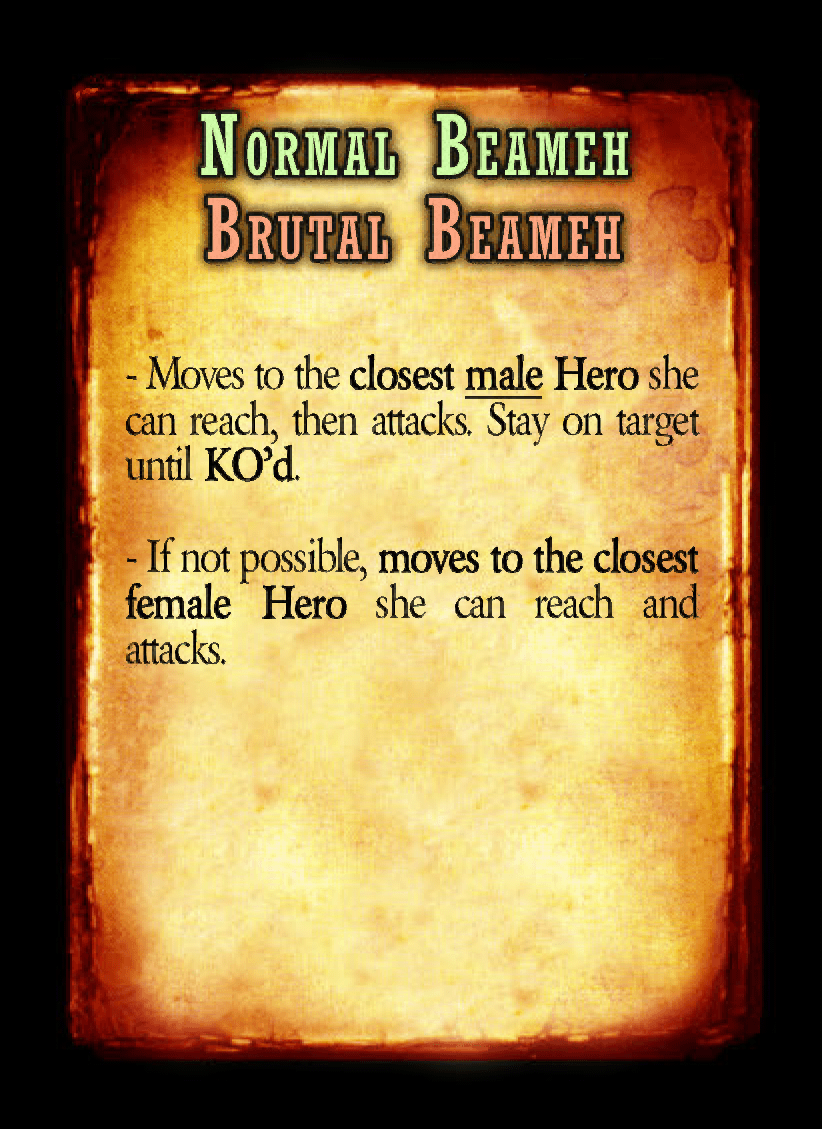 Normal Beameh
Brutal Beameh
- Moves to the closest male Hero she
can reach, then attacks. Stay on target
until KO’d.
- If not possible, moves to the closest
female Hero she can reach and
attacks.